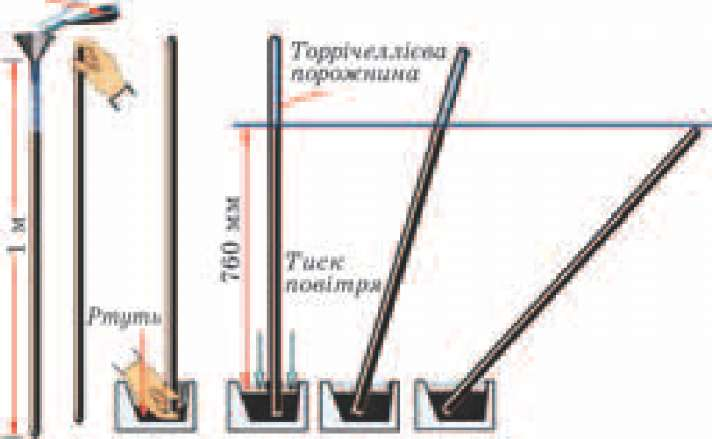 Торрічеллієва
порожнина
1 м
760 мм
Тиск
повітря
Ртуть